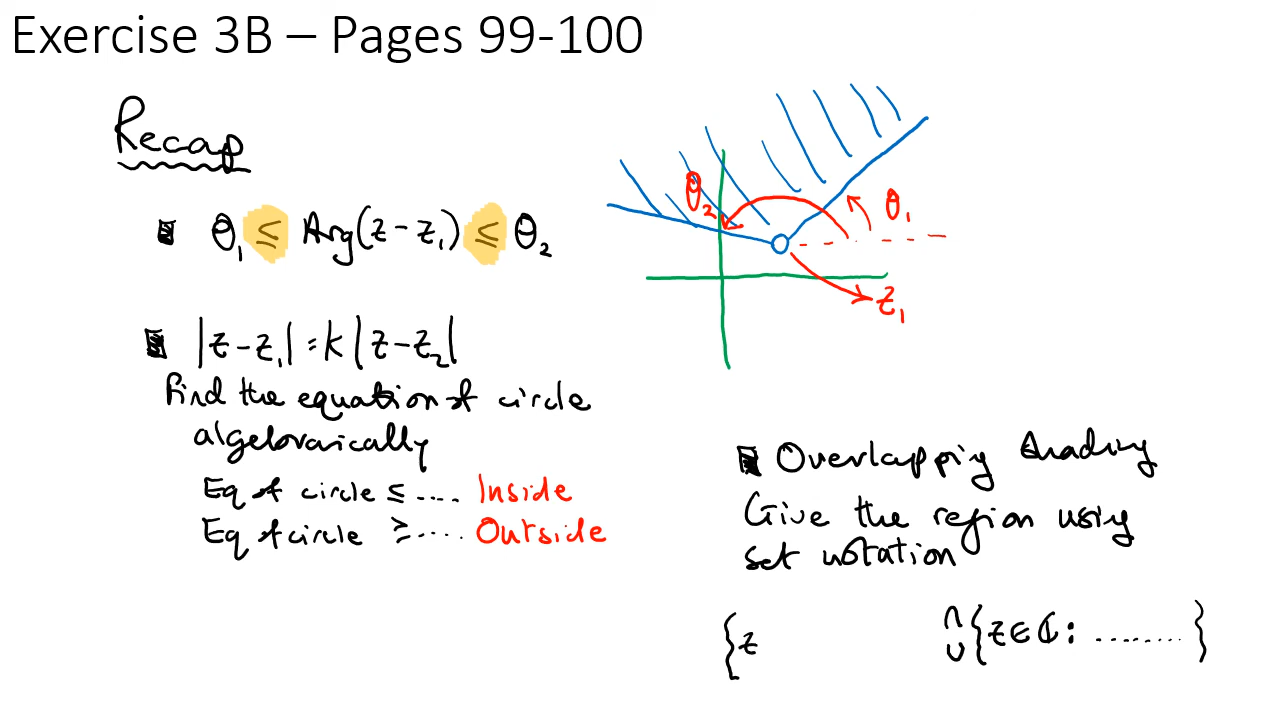 Exercise 3B – Pages 99-100
Recap
θ₁ ≤ Arg(z - z₁) ≤ θ₂
θ₂
θ₁
z₁
|z - z₁| = k |z - z₂|
Find the equation of circle
algebraically
Eq of circle ≤ .... Inside
Eq of circle ≥ ..... Outside
Overlapping shading
Give the region using
set notation
{z ∩ ∪ {z ∈ ℂ : ......... }